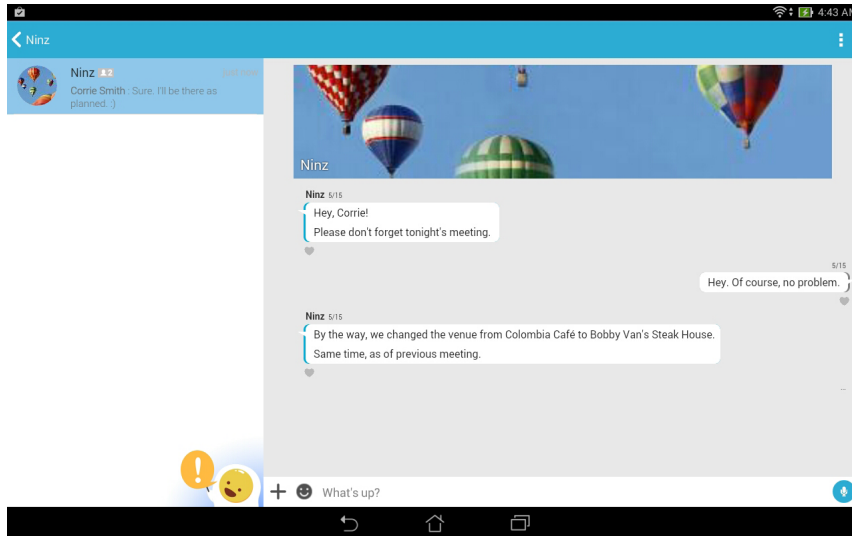 4:43 AM
Ninz
Ninz 2
Corrie Smith : Sure. I'll be there as
planned. :)
Ninz
Ninz 5/15
Hey, Corrie!
Please don't forget tonight's meeting.
5/15
Hey. Of course, no problem.
Ninz 5/15
By the way, we changed the venue from Colombia Café to Bobby Van's Steak House.
Same time, as of previous meeting.
What's up?